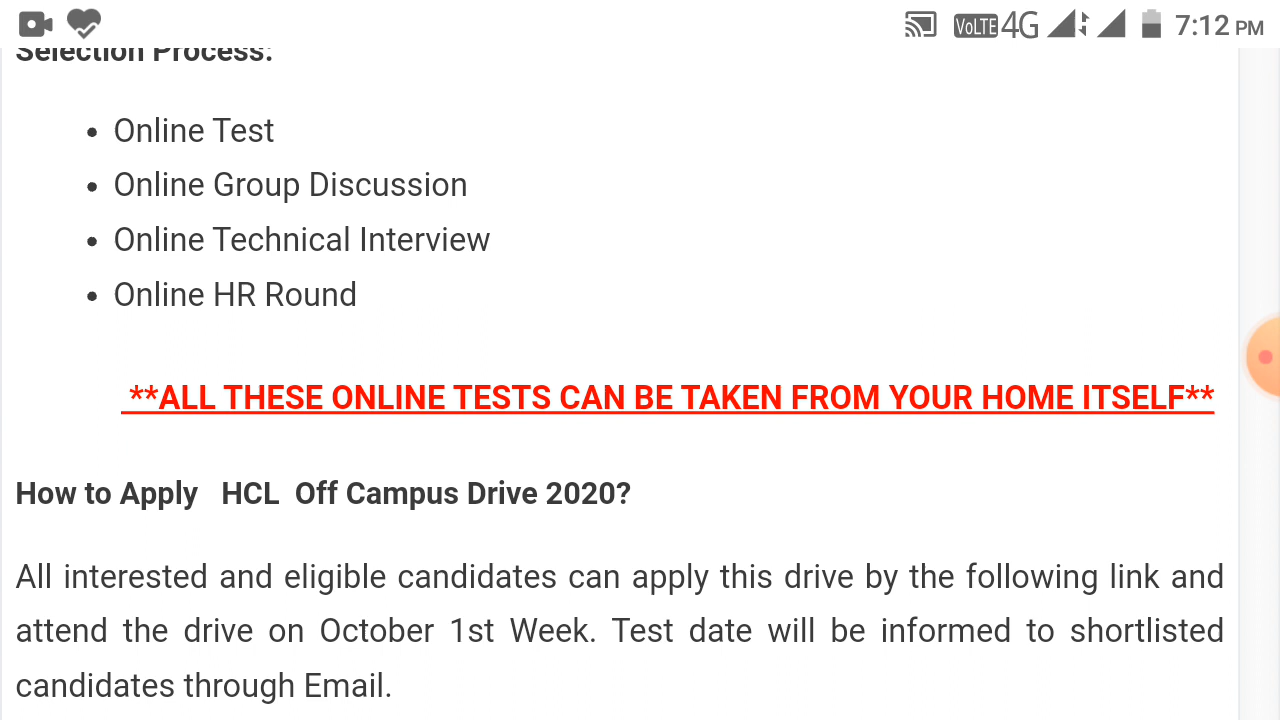 VoLTE 4G 7:12 PM
Selection Process:
• Online Test
• Online Group Discussion
• Online Technical Interview
• Online HR Round
**ALL THESE ONLINE TESTS CAN BE TAKEN FROM YOUR HOME ITSELF**
How to Apply   HCL  Off Campus Drive 2020?
All interested and eligible candidates can apply this drive by the following link and
attend the drive on October 1st Week. Test date will be informed to shortlisted
candidates through Email.